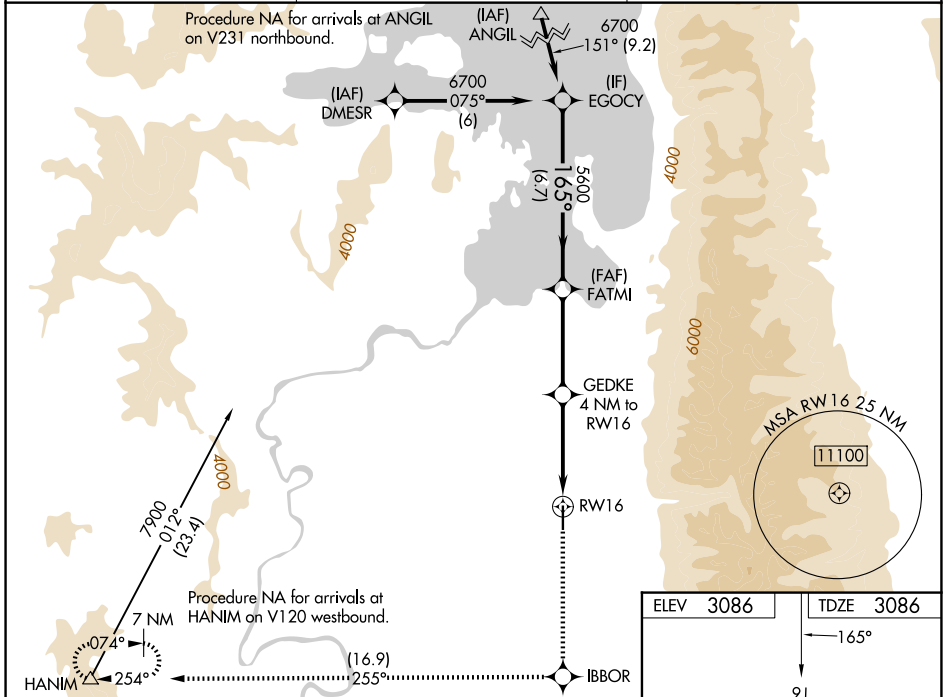 Procedure NA for arrivals at ANGIL
on V231 northbound.
(IAF)
ANGIL
6700
151° (9.2)
(IAF)
DMESR
6700
075°
(6)
(IF)
EGOCY
5600
165°
(6.7)
4000
4000
(FAF)
FATMI
6000
GEDKE
4 NM to
RW16
MSA RW16 25 NM
11100
4000
7900
012°
(23.4)
RW16
Procedure NA for arrivals at
HANIM on V120 westbound.
7 NM
074°
254°
HANIM
(16.9)
255°
IBBOR
ELEV 3086
TDZE 3086
165°